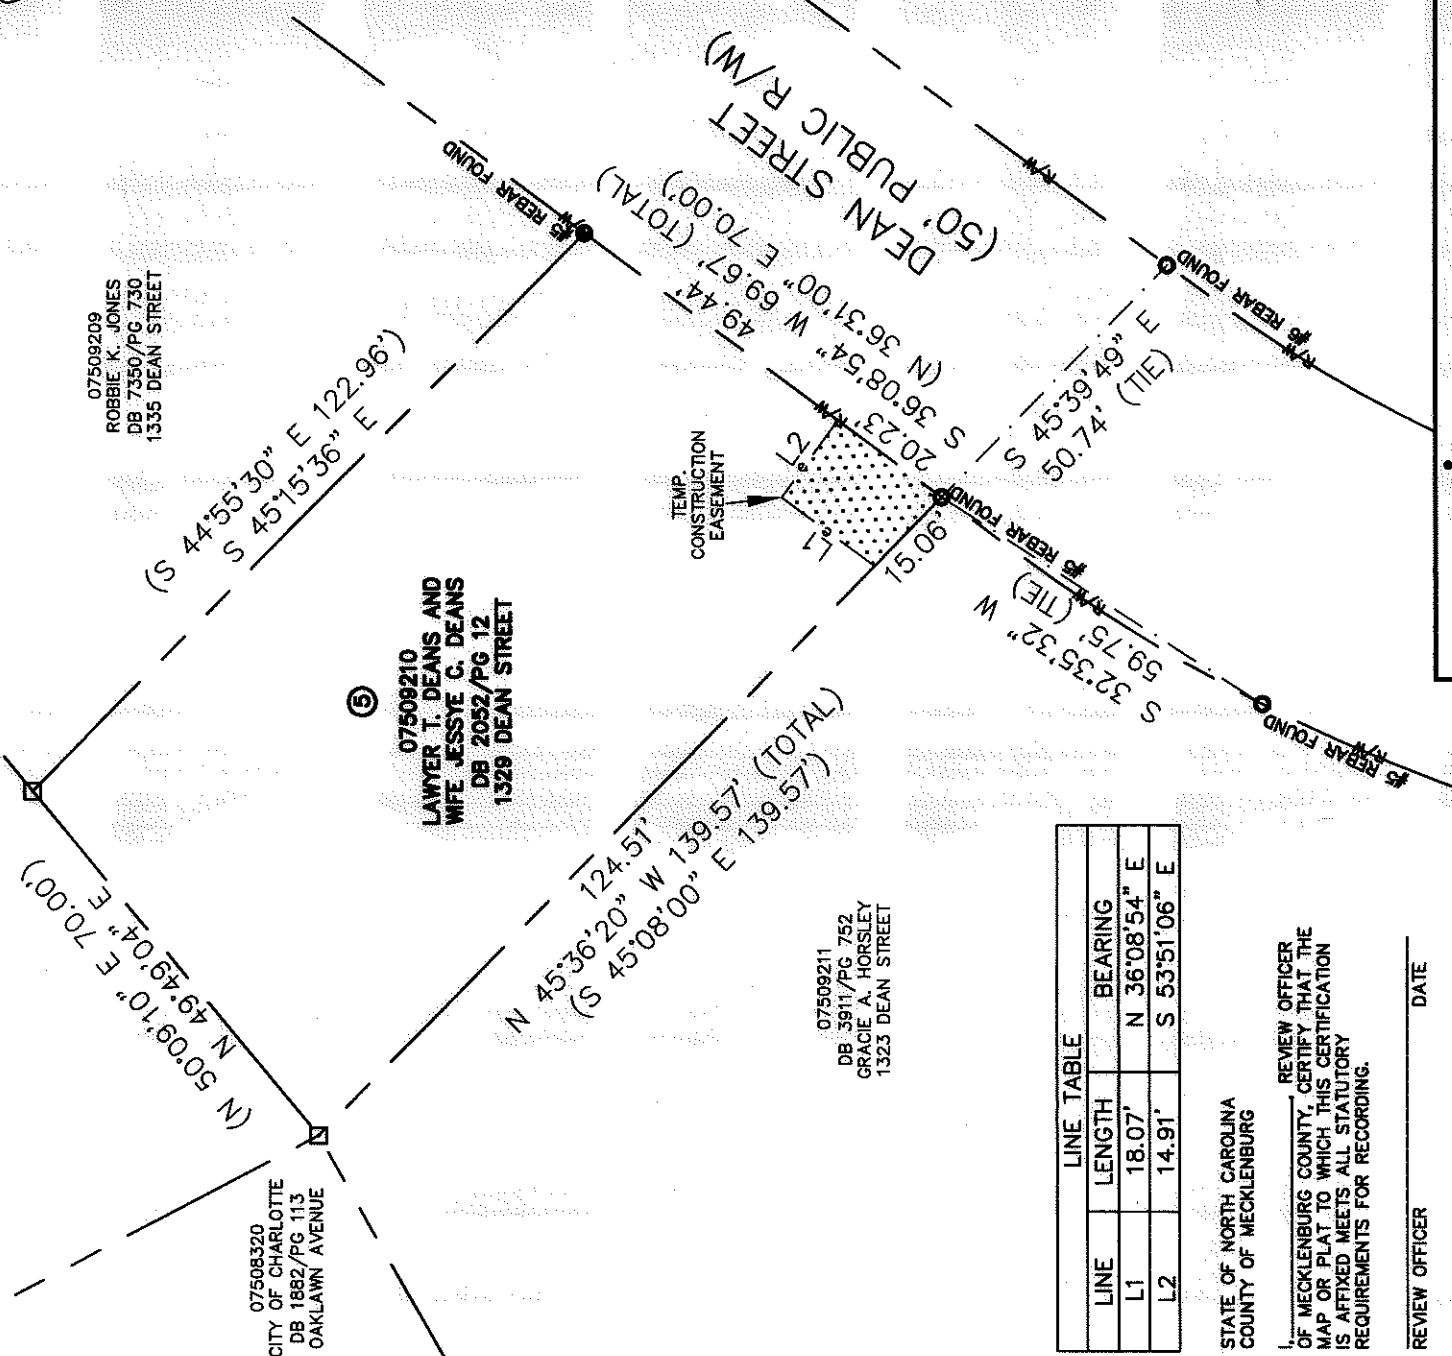 07509209
ROBBIE K. JONES
DB 7350/PG 730
1335 DEAN STREET
(S 44°55'30" E 122.96')
S 45°15'36" E
#5 REBAR FOUND
R/W
DEAN STREET
(50' PUBLIC R/W)
R/W
49.44'
S 36°08'54" W 69.67' (TOTAL)
(N 36°31'00" E 70.00')
20.23'
R/W
TEMP.
CONSTRUCTION
EASEMENT
L1
L2
15.06'
#5 REBAR FOUND
S 45°39'49" E
50.74' (TIE)
#6 REBAR FOUND
R/W
S 32°35'32" W
59.75' (TIE)
R/W
#5 REBAR FOUND
R/W
5
07509210
LAWYER T. DEANS AND
WIFE JESSYE C. DEANS
DB 2052/PG 12
1329 DEAN STREET
(N 50°09'10" E 70.00')
N 49°49'04" E
124.51'
N 45°36'20" W 139.57' (TOTAL)
(S 45°08'00" E 139.57')
07508320
CITY OF CHARLOTTE
DB 1882/PG 113
OAKLAWN AVENUE
07509211
DB 3911/PG 752
GRACIE A. HORSLEY
1323 DEAN STREET
LINE TABLE
LINE LENGTH BEARING
L1 18.07' N 36°08'54" E
L2 14.91' S 53°51'06" E
STATE OF NORTH CAROLINA
COUNTY OF MECKLENBURG
I, REVIEW OFFICER
OF MECKLENBURG COUNTY, CERTIFY THAT THE
MAP OR PLAT TO WHICH THIS CERTIFICATION
IS AFFIXED MEETS ALL STATUTORY
REQUIREMENTS FOR RECORDING.
REVIEW OFFICER DATE